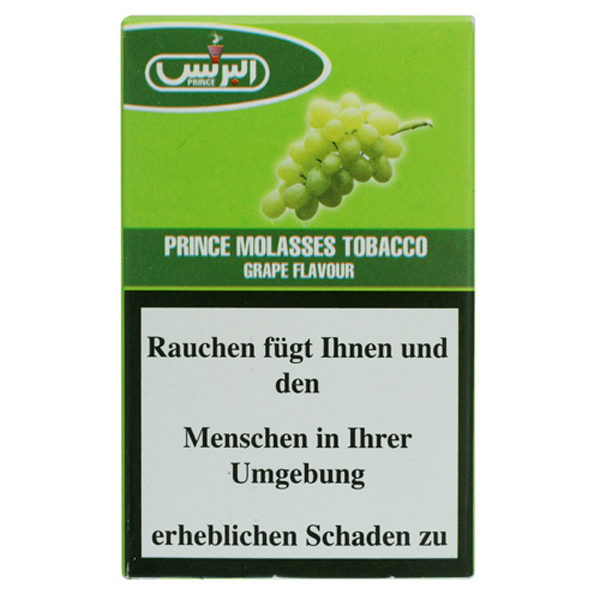 البرنس
PRINCE
PRINCE MOLASSES TOBACCO
GRAPE FLAVOUR
Rauchen fügt Ihnen und
den
Menschen in Ihrer
Umgebung
erheblichen Schaden zu